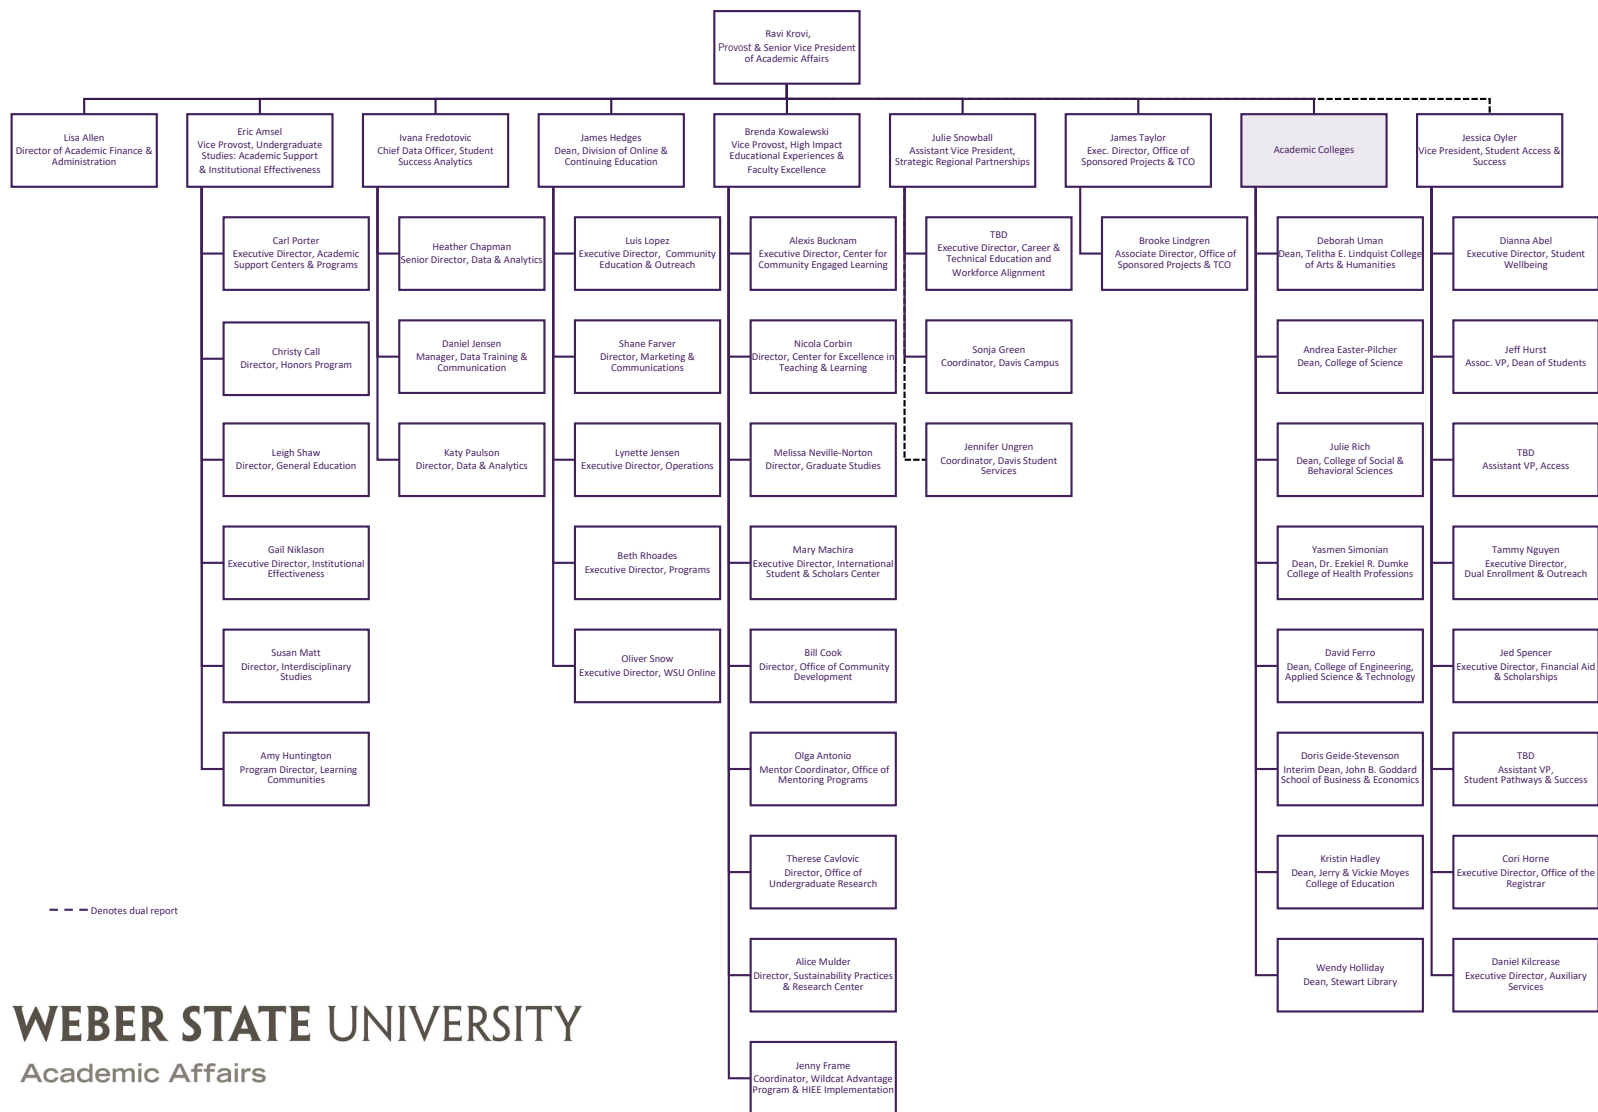 Ravi Krovi,
Provost & Senior Vice President
of Academic Affairs
Lisa Allen
Director of Academic Finance &
Administration
Eric Amsel
Vice Provost, Undergraduate
Studies: Academic Support
& Institutional Effectiveness
Ivana Fredotovic
Chief Data Officer, Student
Success Analytics
James Hedges
Dean, Division of Online &
Continuing Education
Brenda Kowalewski
Vice Provost, High Impact
Educational Experiences &
Faculty Excellence
Julie Snowball
Assistant Vice President,
Strategic Regional Partnerships
James Taylor
Exec. Director, Office of
Sponsored Projects & TCO
Academic Colleges
Jessica Oyler
Vice President, Student Access &
Success
Carl Porter
Executive Director, Academic
Support Centers & Programs
Christy Call
Director, Honors Program
Leigh Shaw
Director, General Education
Gail Niklason
Executive Director, Institutional
Effectiveness
Susan Matt
Director, Interdisciplinary
Studies
Amy Huntington
Program Director, Learning
Communities
Heather Chapman
Senior Director, Data & Analytics
Daniel Jensen
Manager, Data Training &
Communication
Katy Paulson
Director, Data & Analytics
Luis Lopez
Executive Director, Community
Education & Outreach
Shane Farver
Director, Marketing &
Communications
Lynette Jensen
Executive Director, Operations
Beth Rhoades
Executive Director, Programs
Oliver Snow
Executive Director, WSU Online
Alexis Bucknam
Executive Director, Center for
Community Engaged Learning
Nicola Corbin
Director, Center for Excellence in
Teaching & Learning
Melissa Neville-Norton
Director, Graduate Studies
Mary Machira
Executive Director, International
Student & Scholars Center
Bill Cook
Director, Office of Community
Development
Olga Antonio
Mentor Coordinator, Office of
Mentoring Programs
Therese Cavlovic
Director, Office of
Undergraduate Research
Alice Mulder
Director, Sustainability Practices
& Research Center
Jenny Frame
Coordinator, Wildcat Advantage
Program & HIEE Implementation
TBD
Executive Director, Career &
Technical Education and
Workforce Alignment
Sonja Green
Coordinator, Davis Campus
Jennifer Ungren
Coordinator, Davis Student
Services
Brooke Lindgren
Associate Director, Office of
Sponsored Projects & TCO
Deborah Uman
Dean, Telitha E. Lindquist College
of Arts & Humanities
Andrea Easter-Pilcher
Dean, College of Science
Julie Rich
Dean, College of Social &
Behavioral Sciences
Yasmen Simonian
Dean, Dr. Ezekiel R. Dumke
College of Health Professions
David Ferro
Dean, College of Engineering,
Applied Science & Technology
Doris Geide-Stevenson
Interim Dean, John B. Goddard
School of Business & Economics
Kristin Hadley
Dean, Jerry & Vickie Moyes
College of Education
Wendy Holliday
Dean, Stewart Library
Dianna Abel
Executive Director, Student
Wellbeing
Jeff Hurst
Assoc. VP, Dean of Students
TBD
Assistant VP, Access
Tammy Nguyen
Executive Director,
Dual Enrollment & Outreach
Jed Spencer
Executive Director, Financial Aid
& Scholarships
TBD
Assistant VP,
Student Pathways & Success
Cori Horne
Executive Director, Office of the
Registrar
Daniel Kilcrease
Executive Director, Auxiliary
Services
Denotes dual report
WEBER STATE UNIVERSITY
Academic Affairs